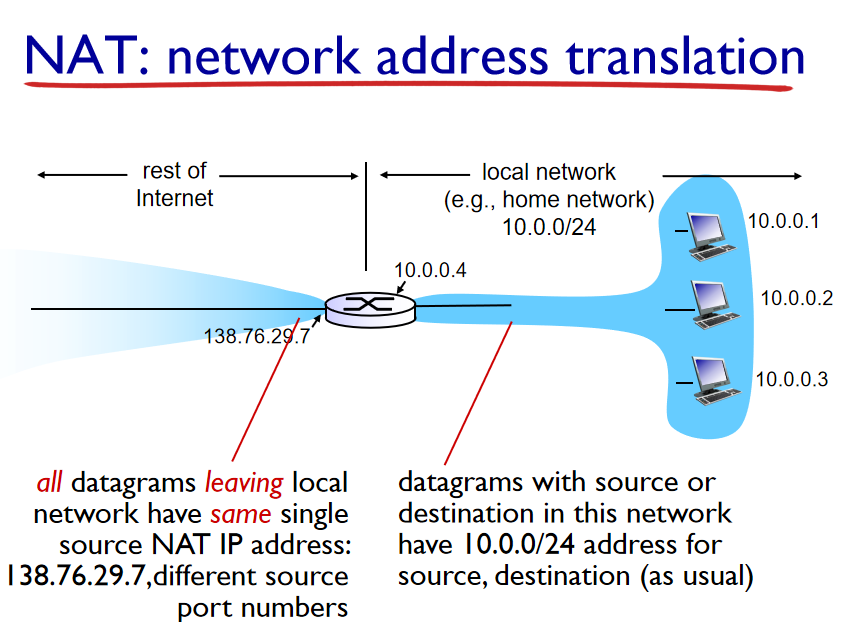 NAT: network address translation
rest of
Internet
local network
(e.g., home network)
10.0.0/24
10.0.0.1
10.0.0.4
10.0.0.2
138.76.29.7
10.0.0.3
all datagrams leaving local
network have same single
source NAT IP address:
138.76.29.7,different source
port numbers
datagrams with source or
destination in this network
have 10.0.0/24 address for
source, destination (as usual)